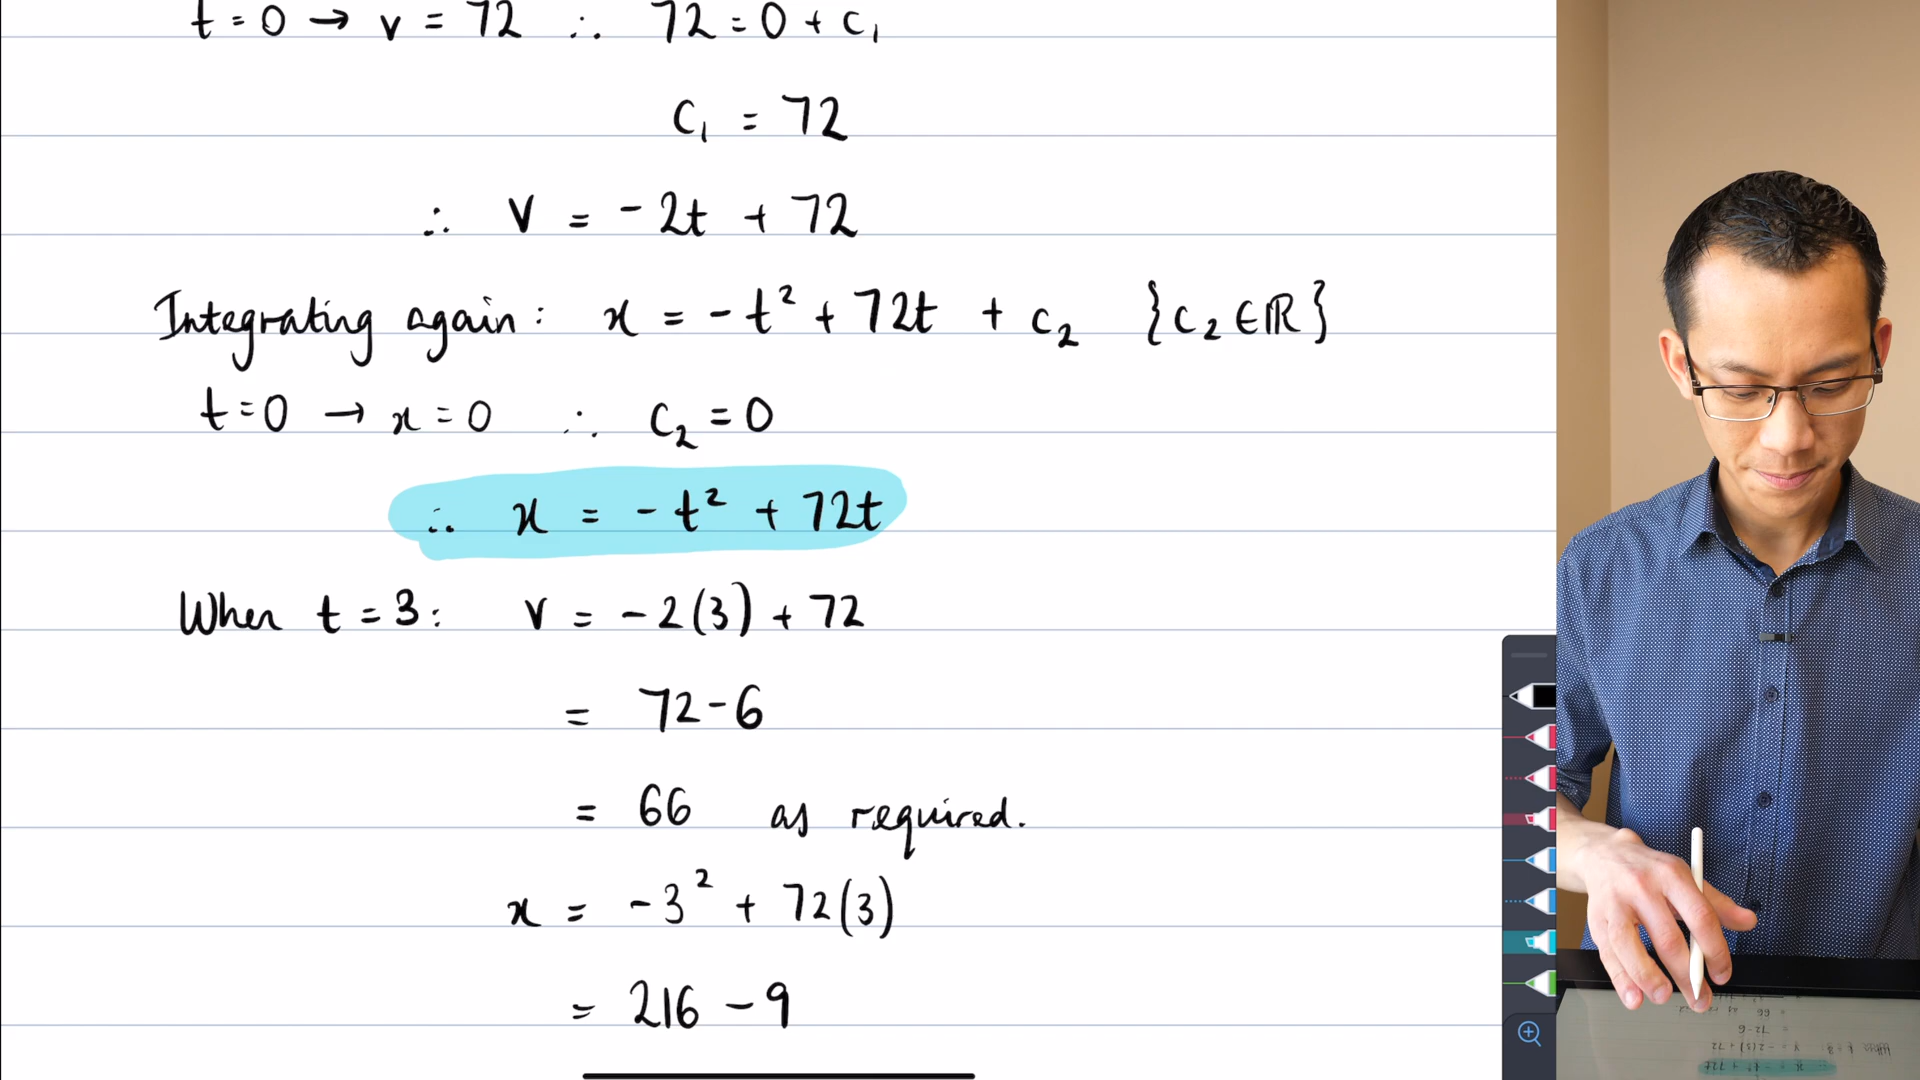 t = 0 → v = 72 ∴ 72 = 0 + c₁
c₁ = 72
∴ v = -2t + 72
Integrating again: x = -t² + 72t + c₂ {c₂ ∈ ℝ}
t = 0 → x = 0 ∴ c₂ = 0
∴ x = -t² + 72t
When t = 3: v = -2(3) + 72
= 72 - 6
= 66 as required.
x = -3² + 72(3)
= 216 - 9